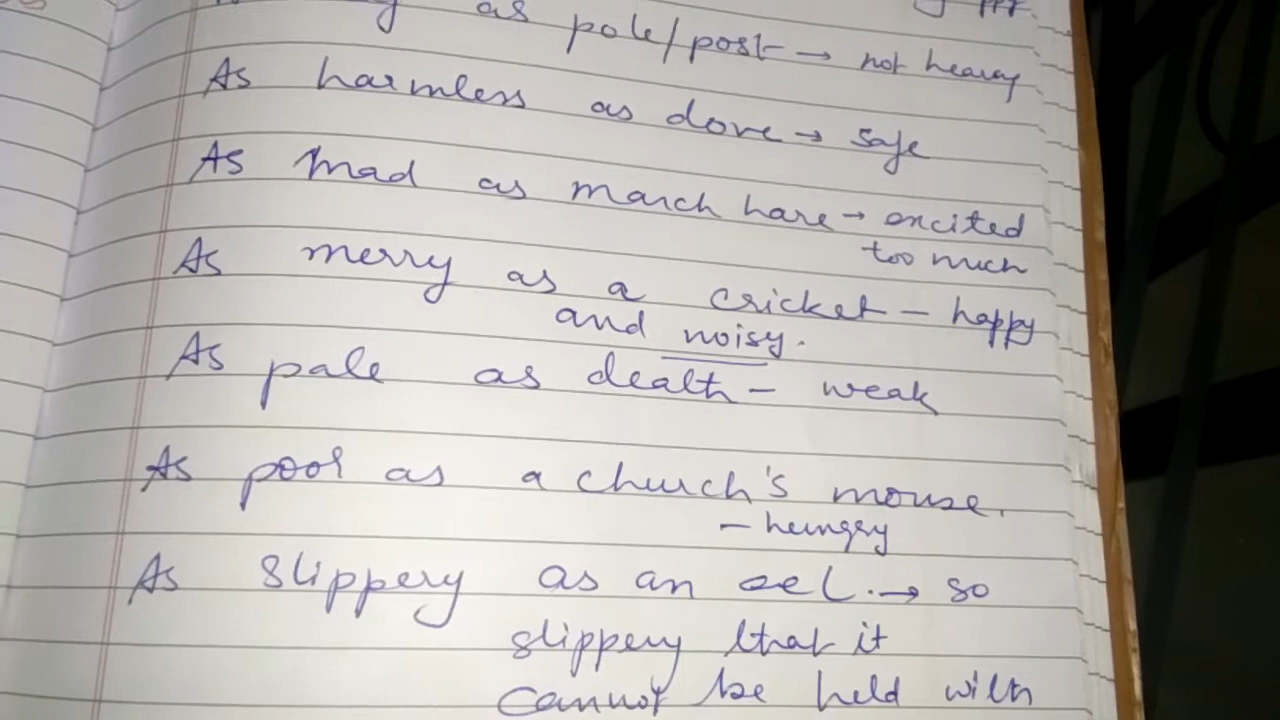 as pole/post → not heavy
As harmless as dove → safe
As mad as march hare → encited
too much
As merry as a cricket - happy
and noisy.
As pale as dealth - weak
As poor as a church's mouse.
- hungry
As slippery as an eel. → so
slippery that it
cannot be held with